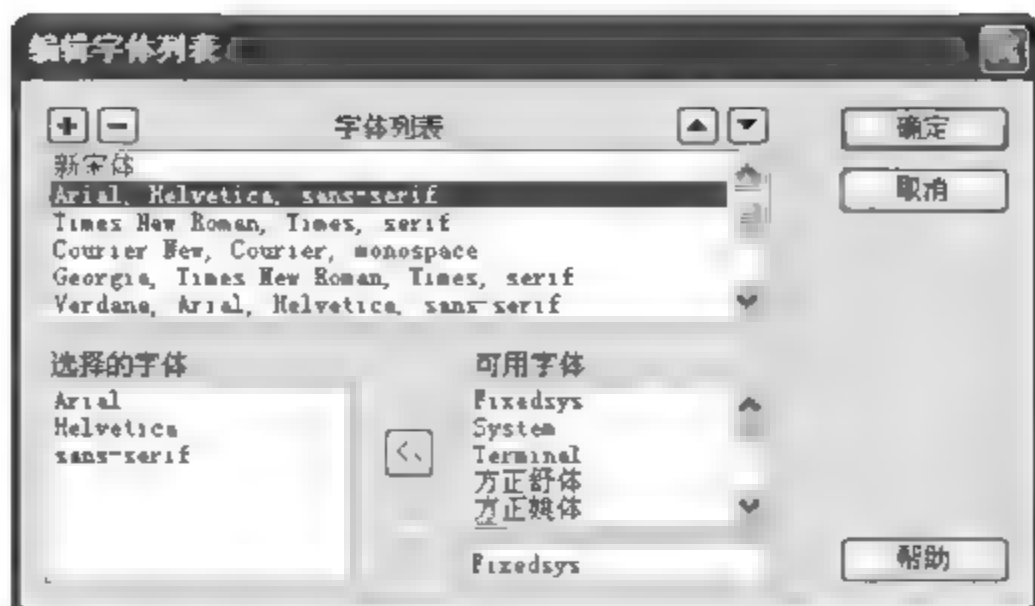 编辑字体列表
字体列表
确定
新宋体
Arial, Helvetica, sans-serif
取消
Times New Roman, Times, serif
Courier New, Courier, monospace
Georgia, Times New Roman, Times, serif
Verdana, Arial, Helvetica, sans-serif
选择的字体
可用字体
Arial
Helvetica
sans-serif
<<
Fixedsys
System
Terminal
方正舒体
方正姚体
Fixedsys
帮助